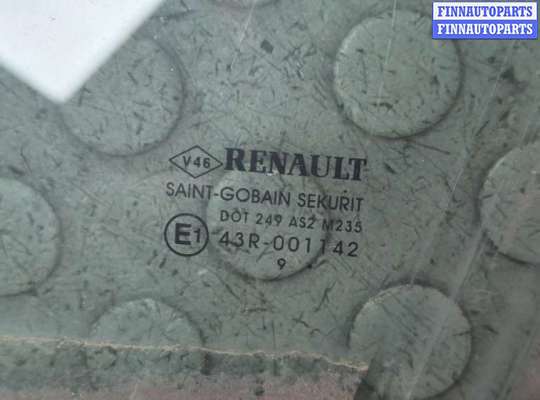 FINNAUTOPARTS
FINNAUTOPARTS
V46 RENAULT
SAINT-GOBAIN SEKURIT
DOT 249 AS2 M235
E1 43R-001142
9